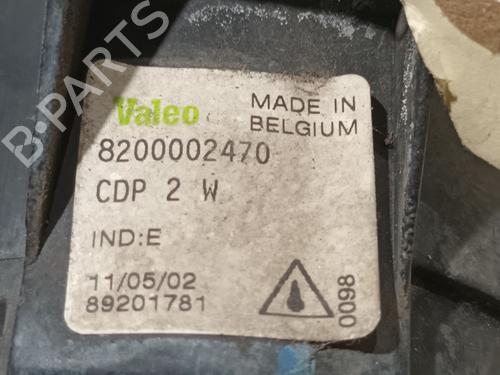 B-PARTS
Valeo
MADE IN
BELGIUM
8200002470
CDP 2 W
IND:E
11/05/02
89201781
0098